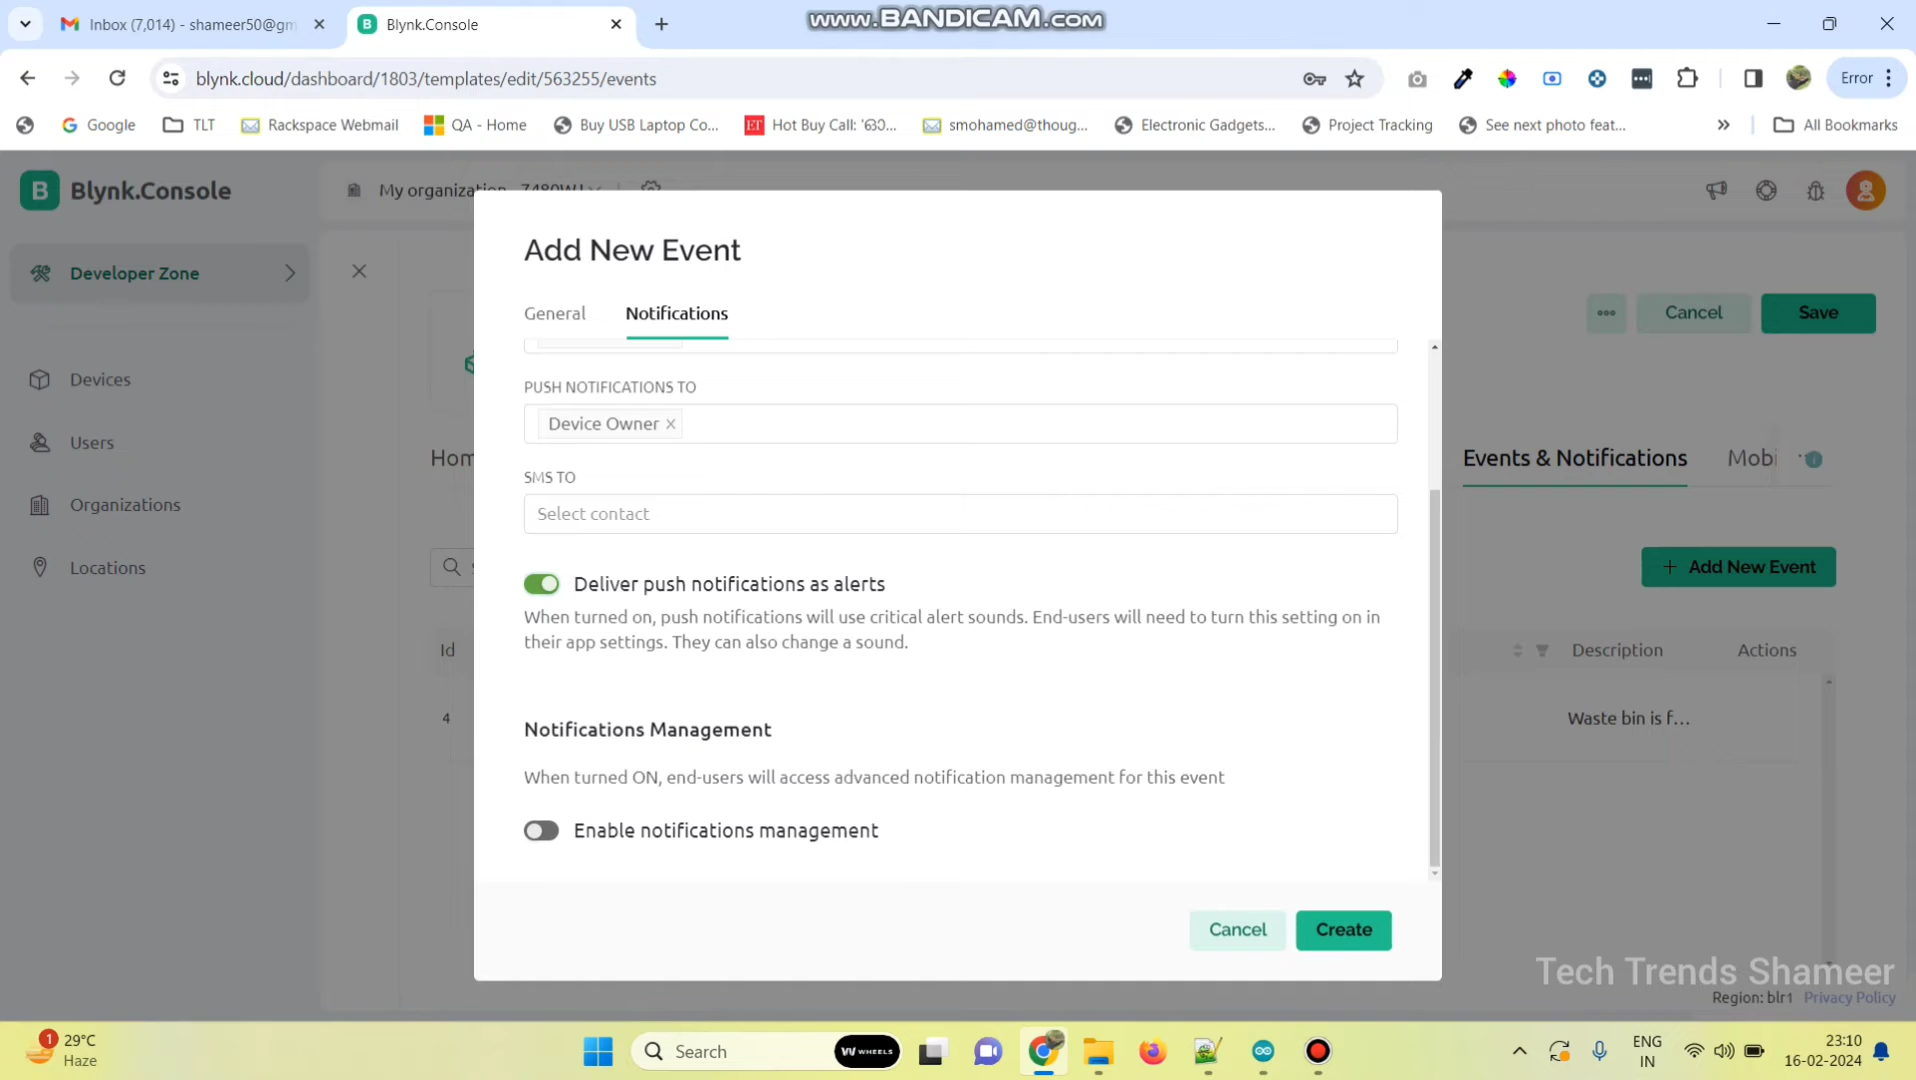 Inbox (7,014) - shameer50@gm
Blynk.Console
www.BANDICAM.com
blynk.cloud/dashboard/1803/templates/edit/563255/events
Error
Google
TLT
Rackspace Webmail
QA - Home
Buy USB Laptop Co...
Hot Buy Call: '630...
smohamed@thoug...
Electronic Gadgets...
Project Tracking
See next photo feat...
All Bookmarks
B Blynk.Console
My organization - 7480WU
Developer Zone
Devices
Users
Organizations
Locations
Cancel
Save
Hom
Events & Notifications
Mobi
+ Add New Event
Id
Description
Actions
4
Waste bin is f...
Add New Event
General
Notifications
PUSH NOTIFICATIONS TO
Device Owner ×
SMS TO
Select contact
Deliver push notifications as alerts
When turned on, push notifications will use critical alert sounds. End-users will need to turn this setting on in
their app settings. They can also change a sound.
Notifications Management
When turned ON, end-users will access advanced notification management for this event
Enable notifications management
Cancel
Create
Tech Trends Shameer
Region: blr1 Privacy Policy
1
29°C
Haze
Search
WHEELS
ENG
IN
23:10
16-02-2024